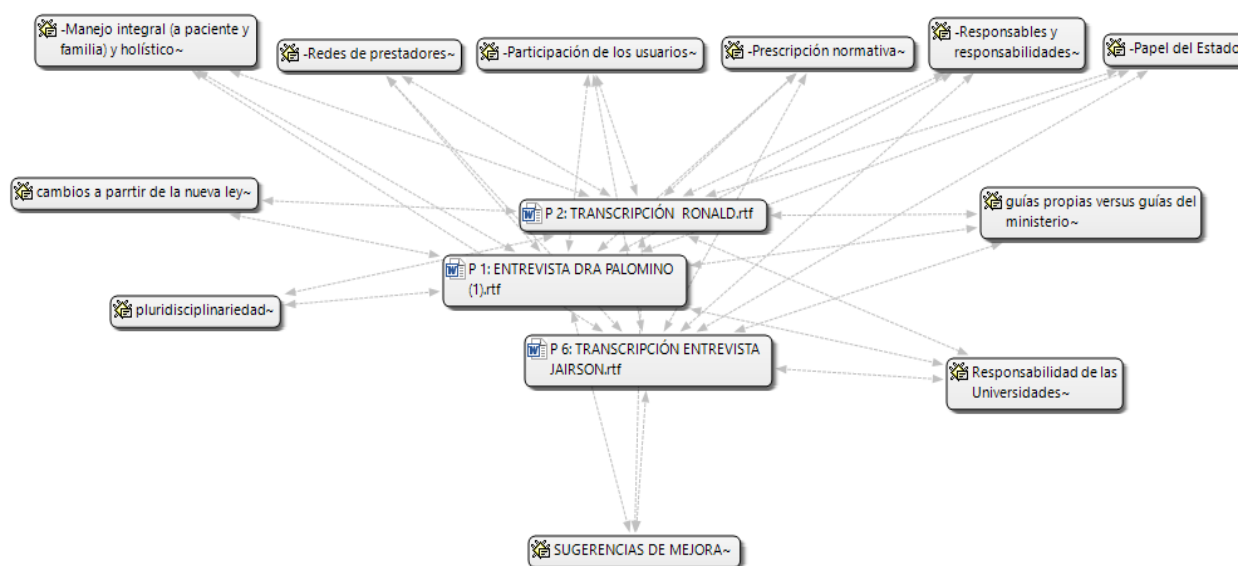 -Manejo integral (a paciente y
familia) y holístico~
-Redes de prestadores~
-Participación de los usuarios~
-Prescripción normativa~
-Responsables y
responsabilidades~
-Papel del Estado
cambios a parrtir de la nueva ley~
P 2: TRANSCRIPCIÓN RONALD.rtf
guías propias versus guías del
ministerio~
P 1: ENTREVISTA DRA PALOMINO
(1).rtf
pluridisciplinariedad~
P 6: TRANSCRIPCIÓN ENTREVISTA
JAIRSON.rtf
Responsabilidad de las
Universidades~
SUGERENCIAS DE MEJORA~